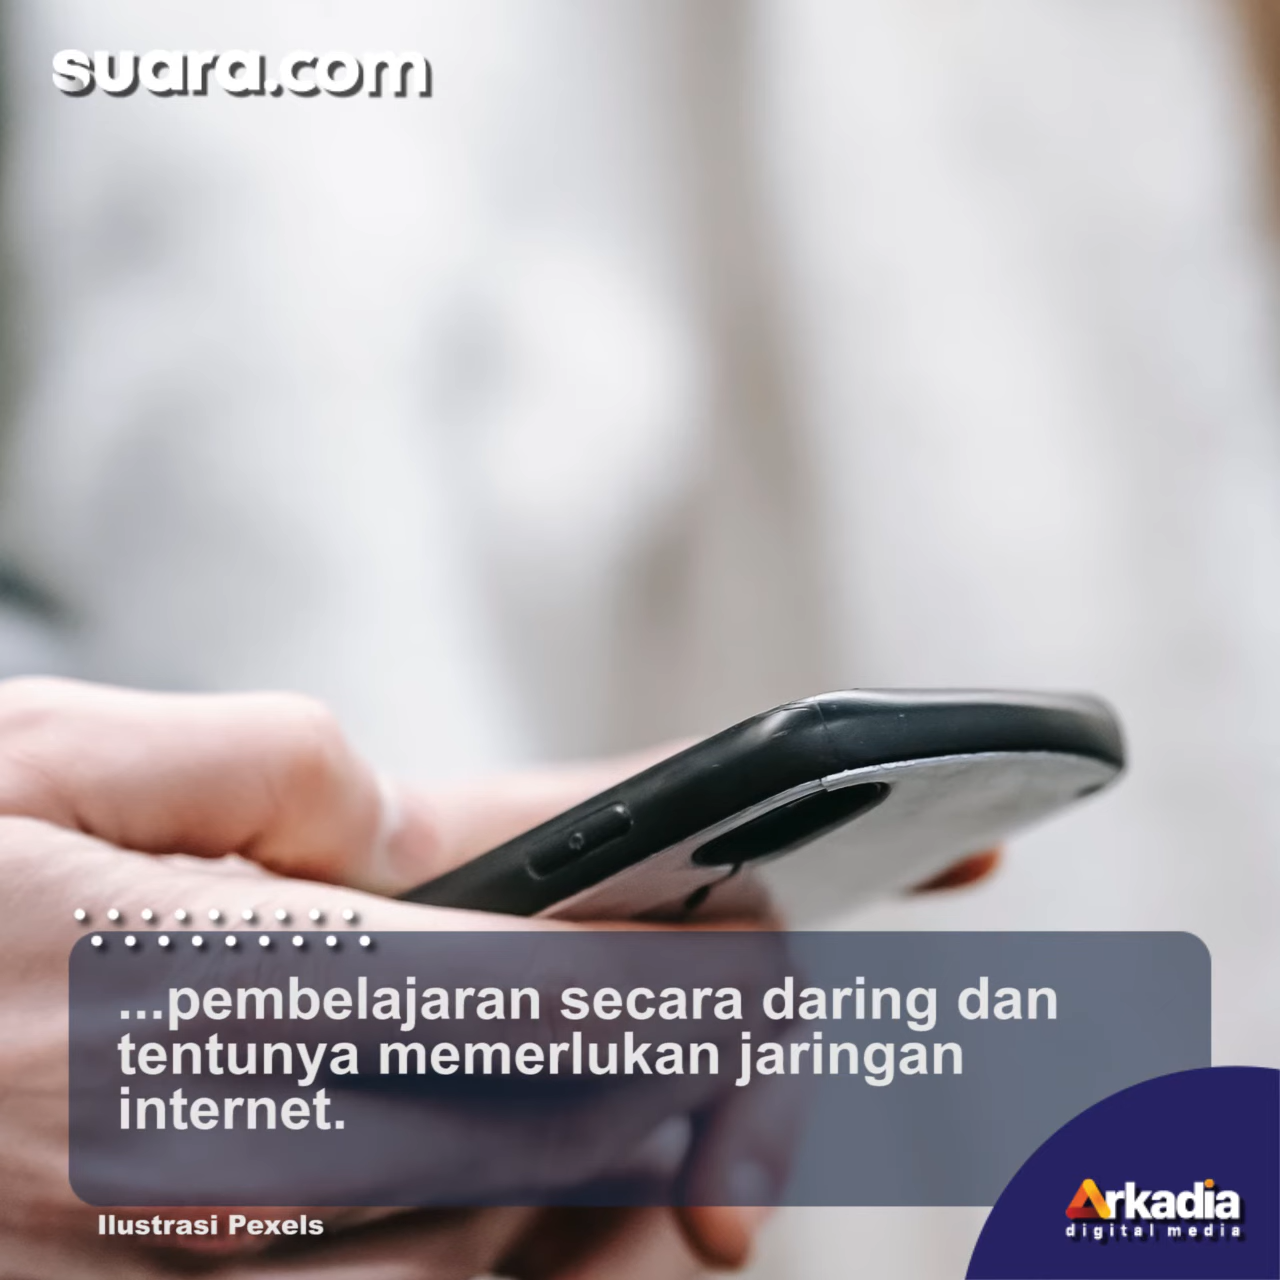 suara.com
...pembelajaran secara daring dan
tentunya memerlukan jaringan
internet.
Ilustrasi Pexels
Arkadia
digital media